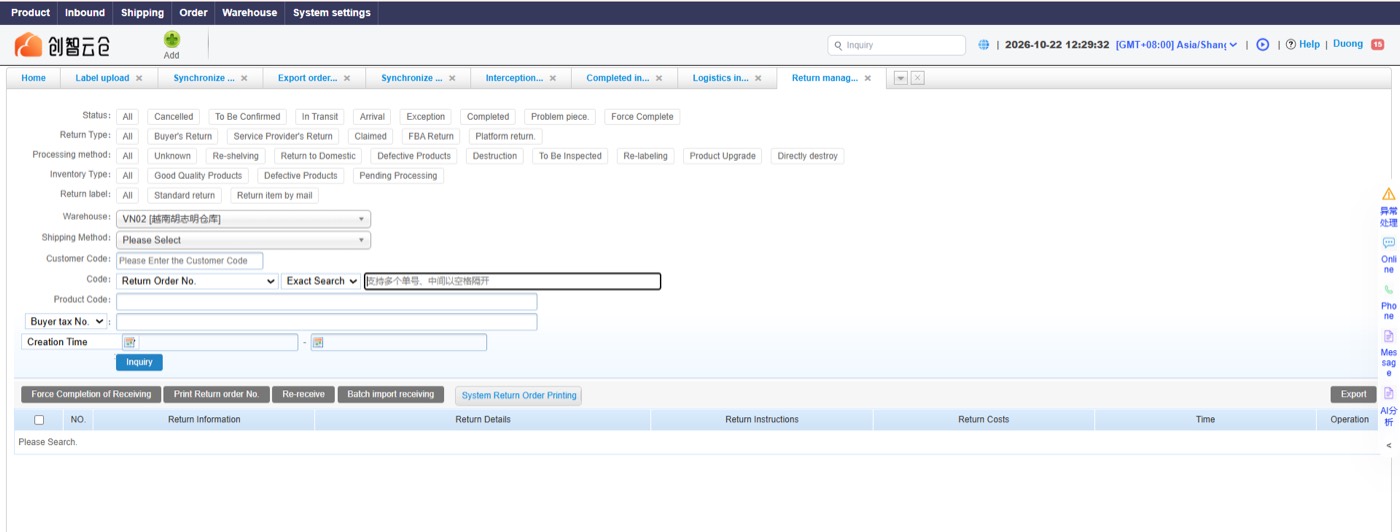 Product Inbound Shipping Order Warehouse System settings
创智云仓 Add Inquiry | 2026-10-22 12:29:32 [GMT+08:00] Asia/Shang | | Help | Duong 15
Home Label upload Synchronize ... Export order... Synchronize ... Interception... Completed in... Logistics in... Return manag...
Status: All Cancelled To Be Confirmed In Transit Arrival Exception Completed Problem piece. Force Complete
Return Type: All Buyer's Return Service Provider's Return Claimed FBA Return Platform return.
Processing method: All Unknown Re-shelving Return to Domestic Defective Products Destruction To Be Inspected Re-labeling Product Upgrade Directly destroy
Inventory Type: All Good Quality Products Defective Products Pending Processing
Return label: All Standard return Return item by mail
Warehouse: VN02 [越南胡志明仓库]
Shipping Method: Please Select
Customer Code: Please Enter the Customer Code
Code: Return Order No. Exact Search 支持多个单号，中间以空格隔开
Product Code:
Buyer tax No. :
Creation Time -
Inquiry
Force Completion of Receiving Print Return order No. Re-receive Batch import receiving System Return Order Printing Export
NO. Return Information Return Details Return Instructions Return Costs Time Operation
Please Search.
异常
处理
Onli
ne
Pho
ne
Mes
sag
e
AI分
析
<